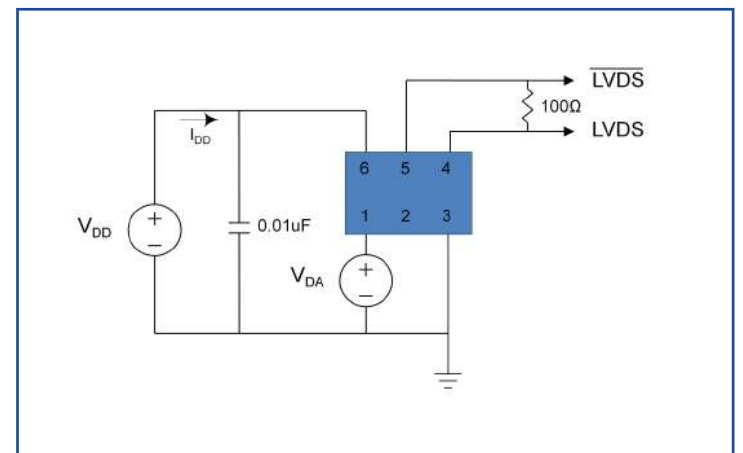 LVDS
100Ω
LVDS
I_DD
6 5 4
1 2 3
V_DD
+
−
0.01uF
V_DA
+
−